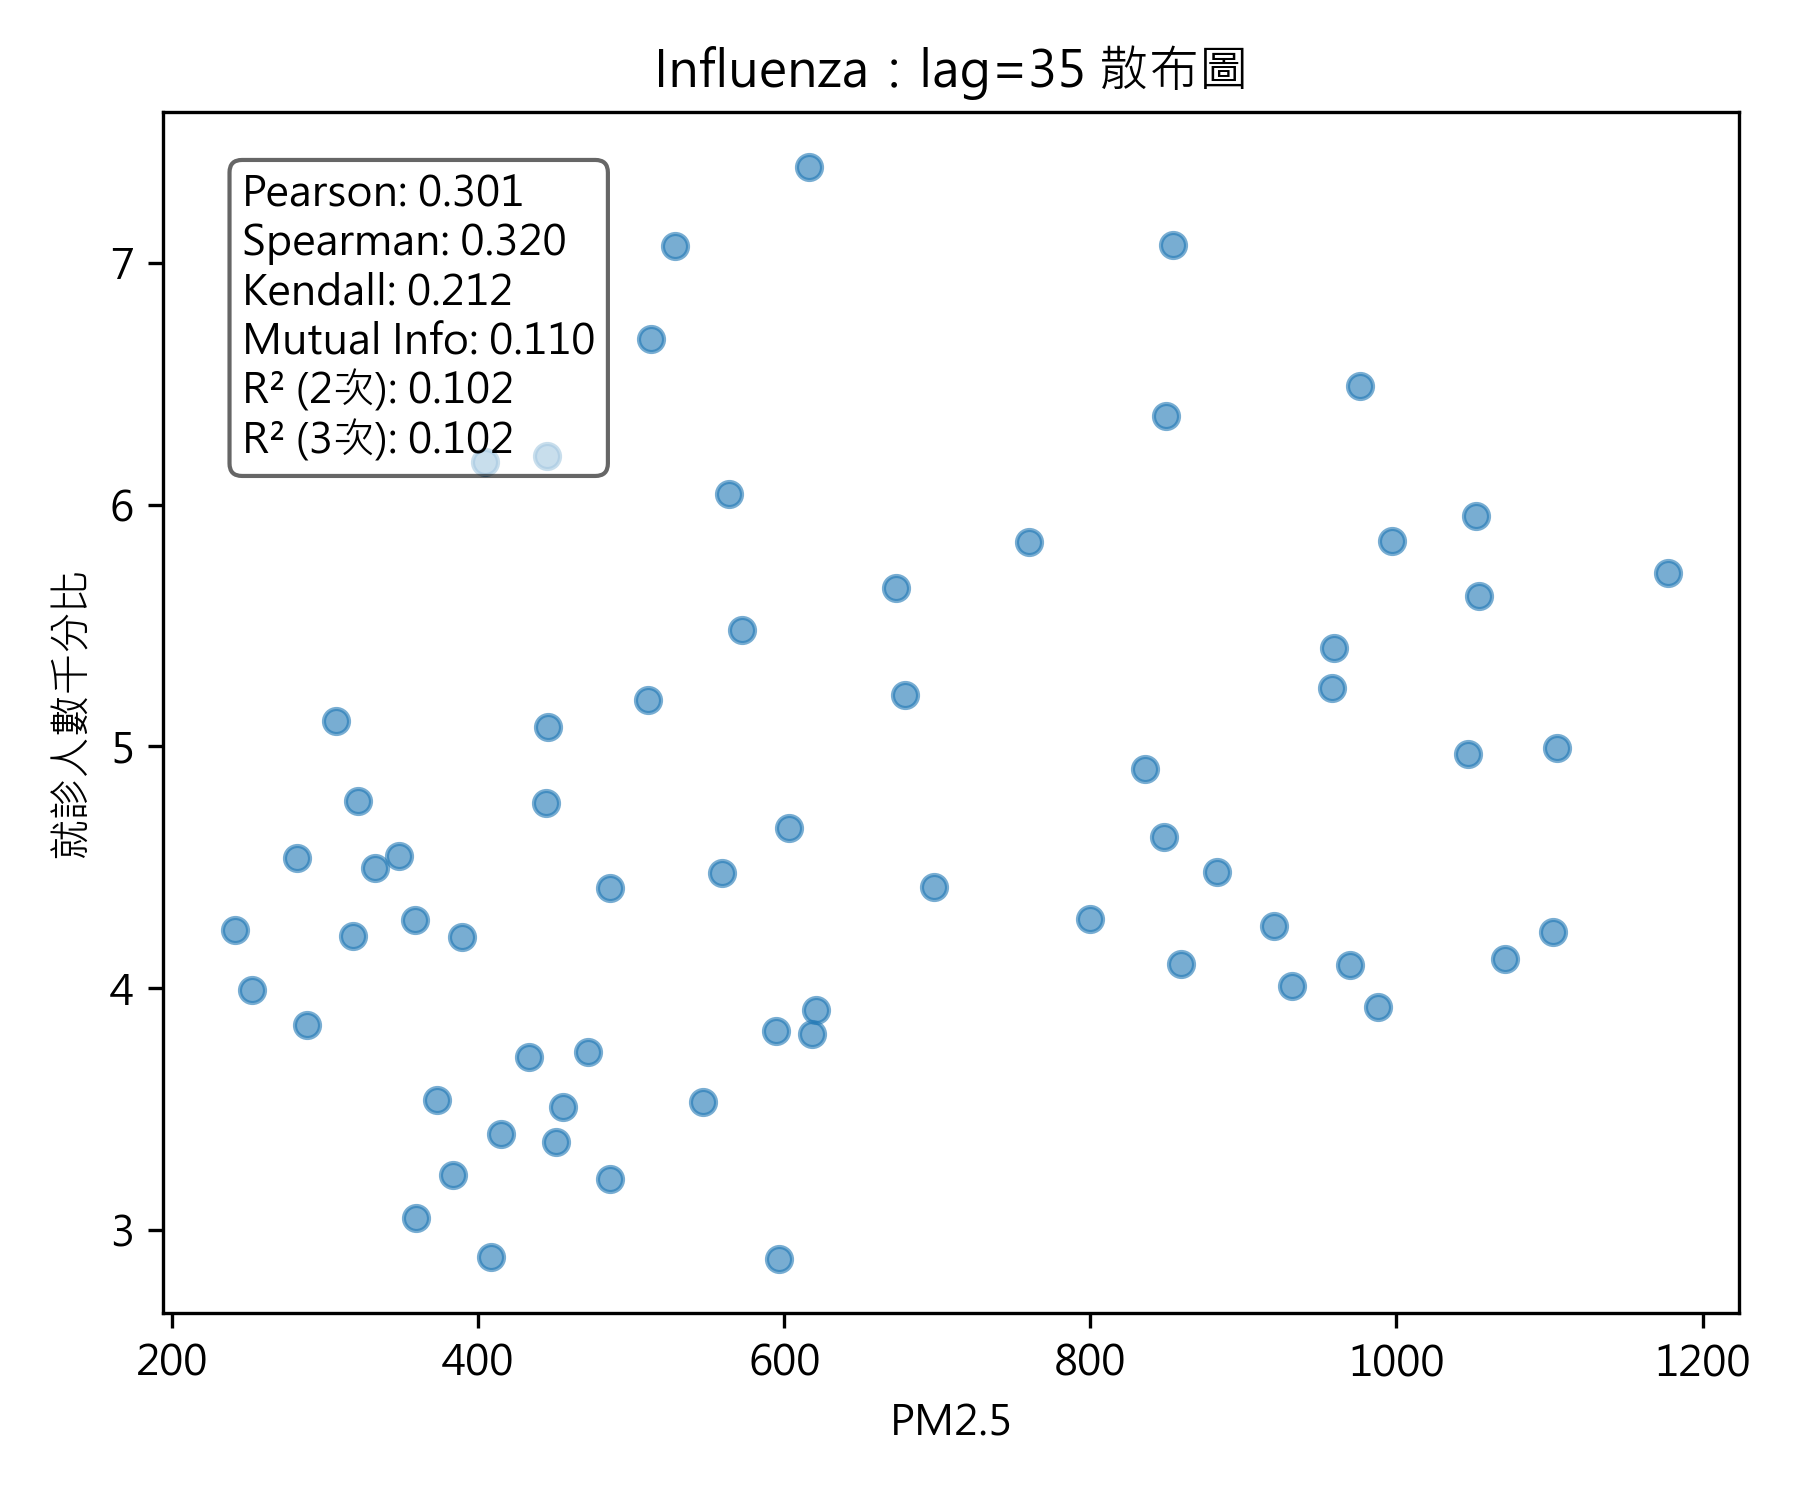 Influenza：lag=35 散布圖
Pearson: 0.301
Spearman: 0.320
Kendall: 0.212
Mutual Info: 0.110
R² (2次): 0.102
R² (3次): 0.102
就診人數千分比
7
6
5
4
3
200 400 600 800 1000 1200
PM2.5